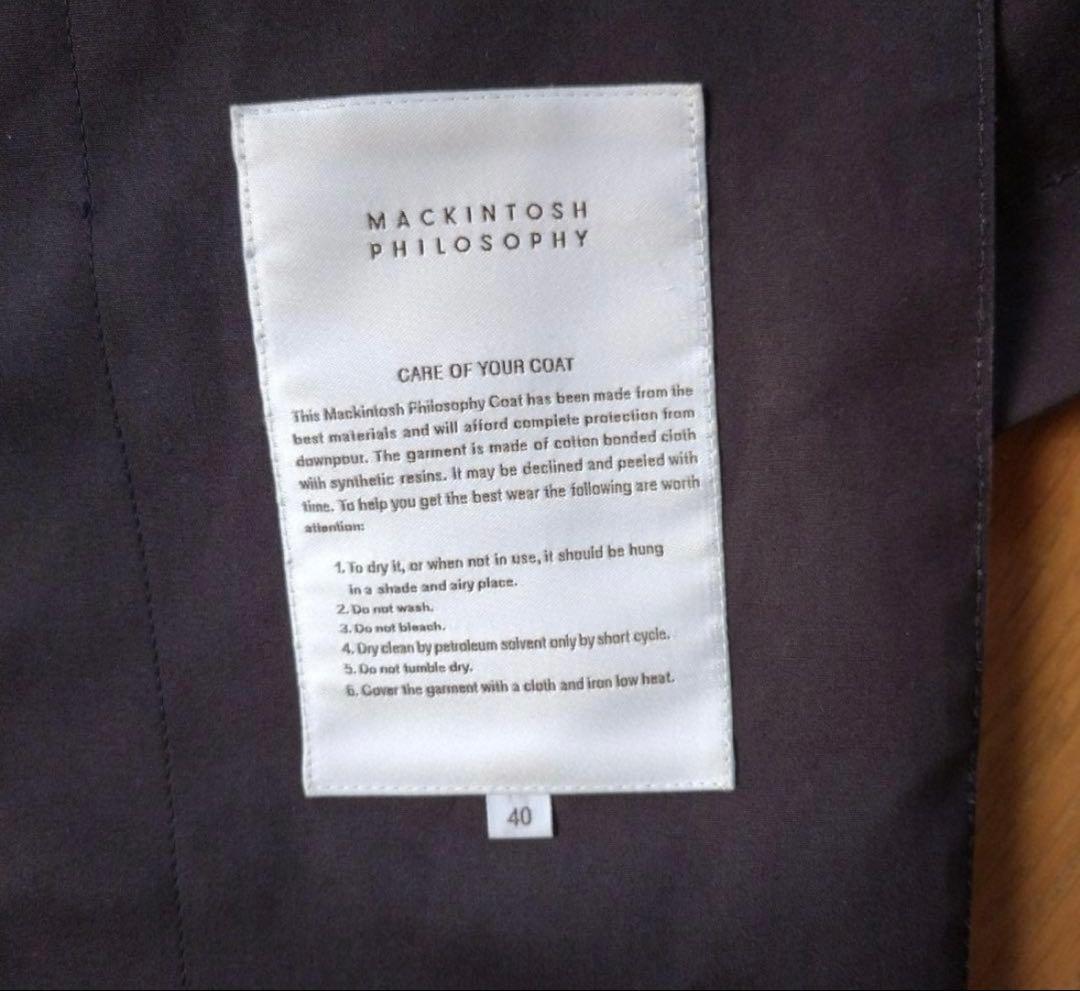 MACKINTOSH
PHILOSOPHY
CARE OF YOUR COAT
This Mackintosh Philosophy Coat has been made from the
best materials and will afford complete protection from
downpour. The garment is made of cotton bonded cloth
with synthetic resins. It may be declined and peeled with
time. To help you get the best wear the following are worth
attention:
1. To dry it, or when not in use, it should be hung
in a shade and airy place.
2. Do not wash.
3. Do not bleach.
4. Dry clean by petroleum solvent only by short cycle.
5. Do not tumble dry.
6. Cover the garment with a cloth and iron low heat.
40